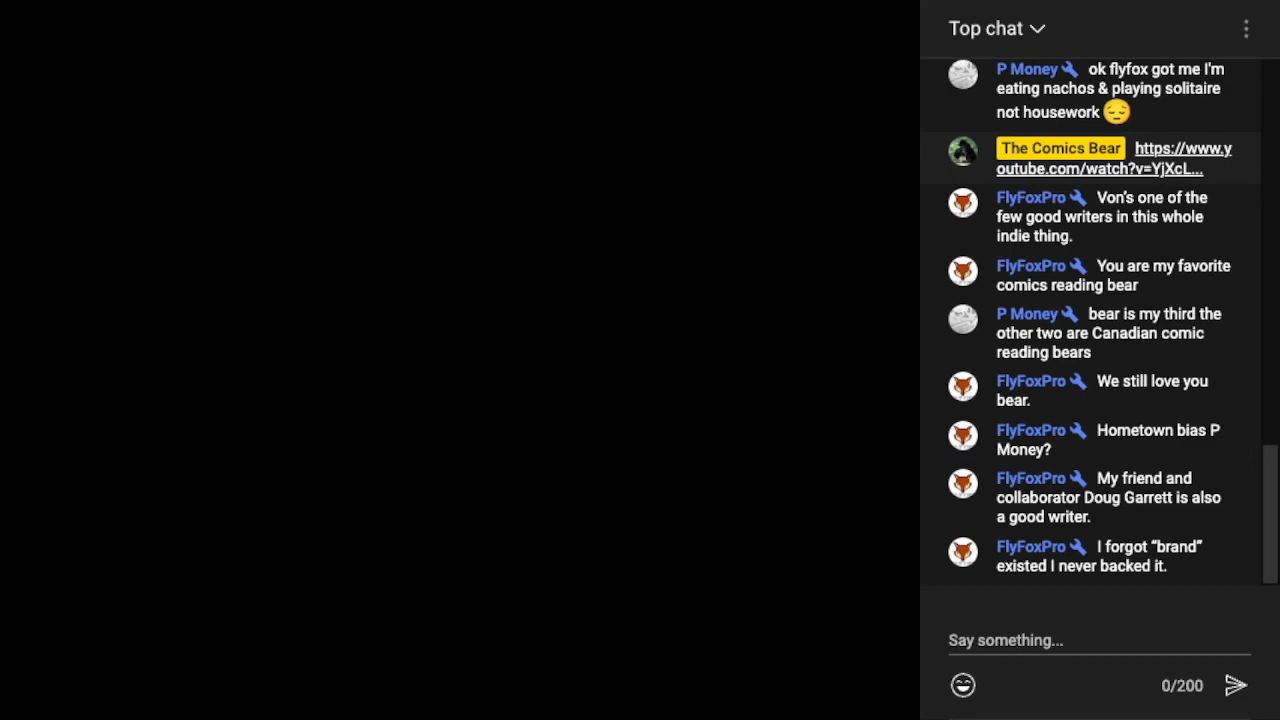 Top chat
P Money ok flyfox got me I'm
eating nachos & playing solitaire
not housework 😔
The Comics Bear https://www.y
outube.com/watch?v=YjXcL...
FlyFoxPro Von’s one of the
few good writers in this whole
indie thing.
FlyFoxPro You are my favorite
comics reading bear
P Money bear is my third the
other two are Canadian comic
reading bears
FlyFoxPro We still love you
bear.
FlyFoxPro Hometown bias P
Money?
FlyFoxPro My friend and
collaborator Doug Garrett is also
a good writer.
FlyFoxPro I forgot “brand”
existed I never backed it.
Say something...
0/200